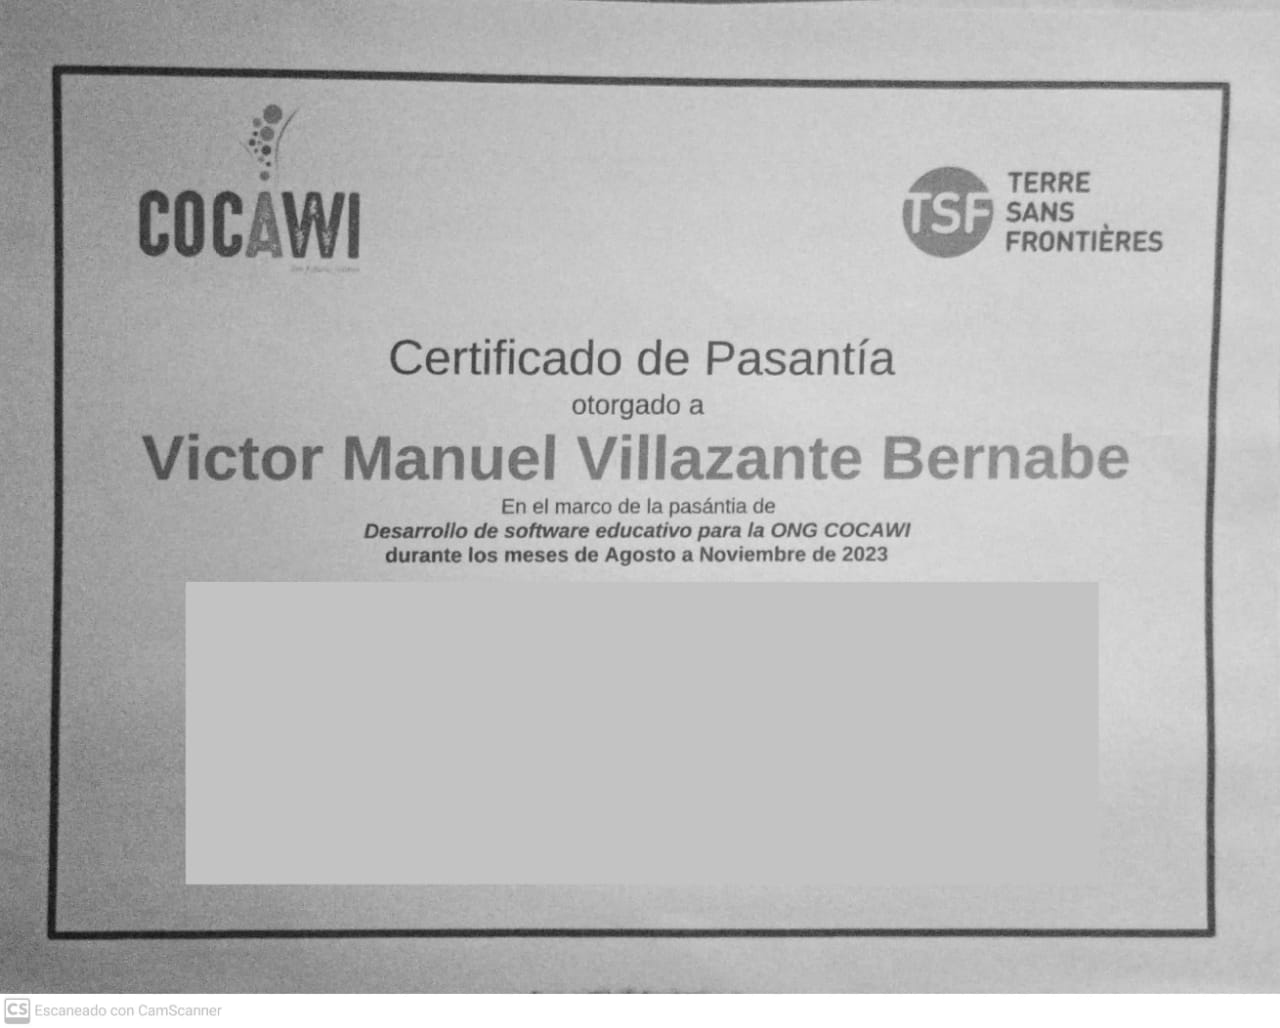 COCAWI
TSF
TERRE
SANS
FRONTIÈRES
Certificado de Pasantía
otorgado a
Victor Manuel Villazante Bernabe
En el marco de la pasántia de
Desarrollo de software educativo para la ONG COCAWI
durante los meses de Agosto a Noviembre de 2023
CS Escaneado con CamScanner